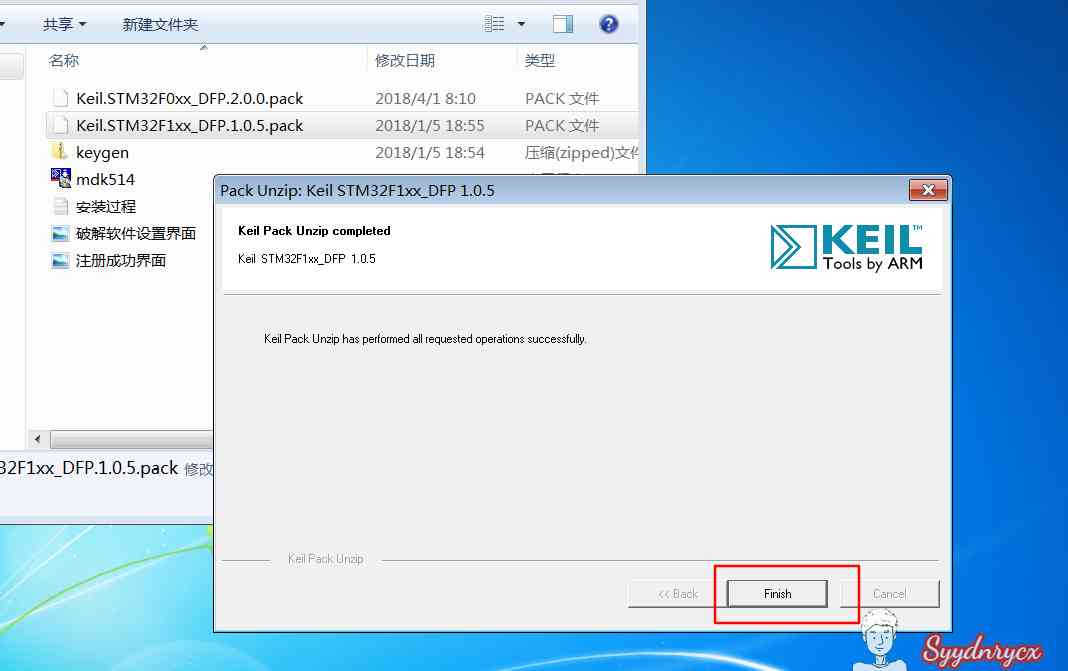 共享 新建文件夹
名称 修改日期 类型
Keil.STM32F0xx_DFP.2.0.0.pack 2018/4/1 8:10 PACK 文件
Keil.STM32F1xx_DFP.1.0.5.pack 2018/1/5 18:55 PACK 文件
keygen 2018/1/5 18:54 压缩(zipped)文件
mdk514
安装过程
破解软件设置界面
注册成功界面
32F1xx_DFP.1.0.5.pack 修改
Pack Unzip: Keil STM32F1xx_DFP 1.0.5
Keil Pack Unzip completed
Keil STM32F1xx_DFP 1.0.5
KEIL™
Tools by ARM
Keil Pack Unzip has performed all requested operations successfully.
Keil Pack Unzip
<< Back Finish Cancel
Syydnrycx